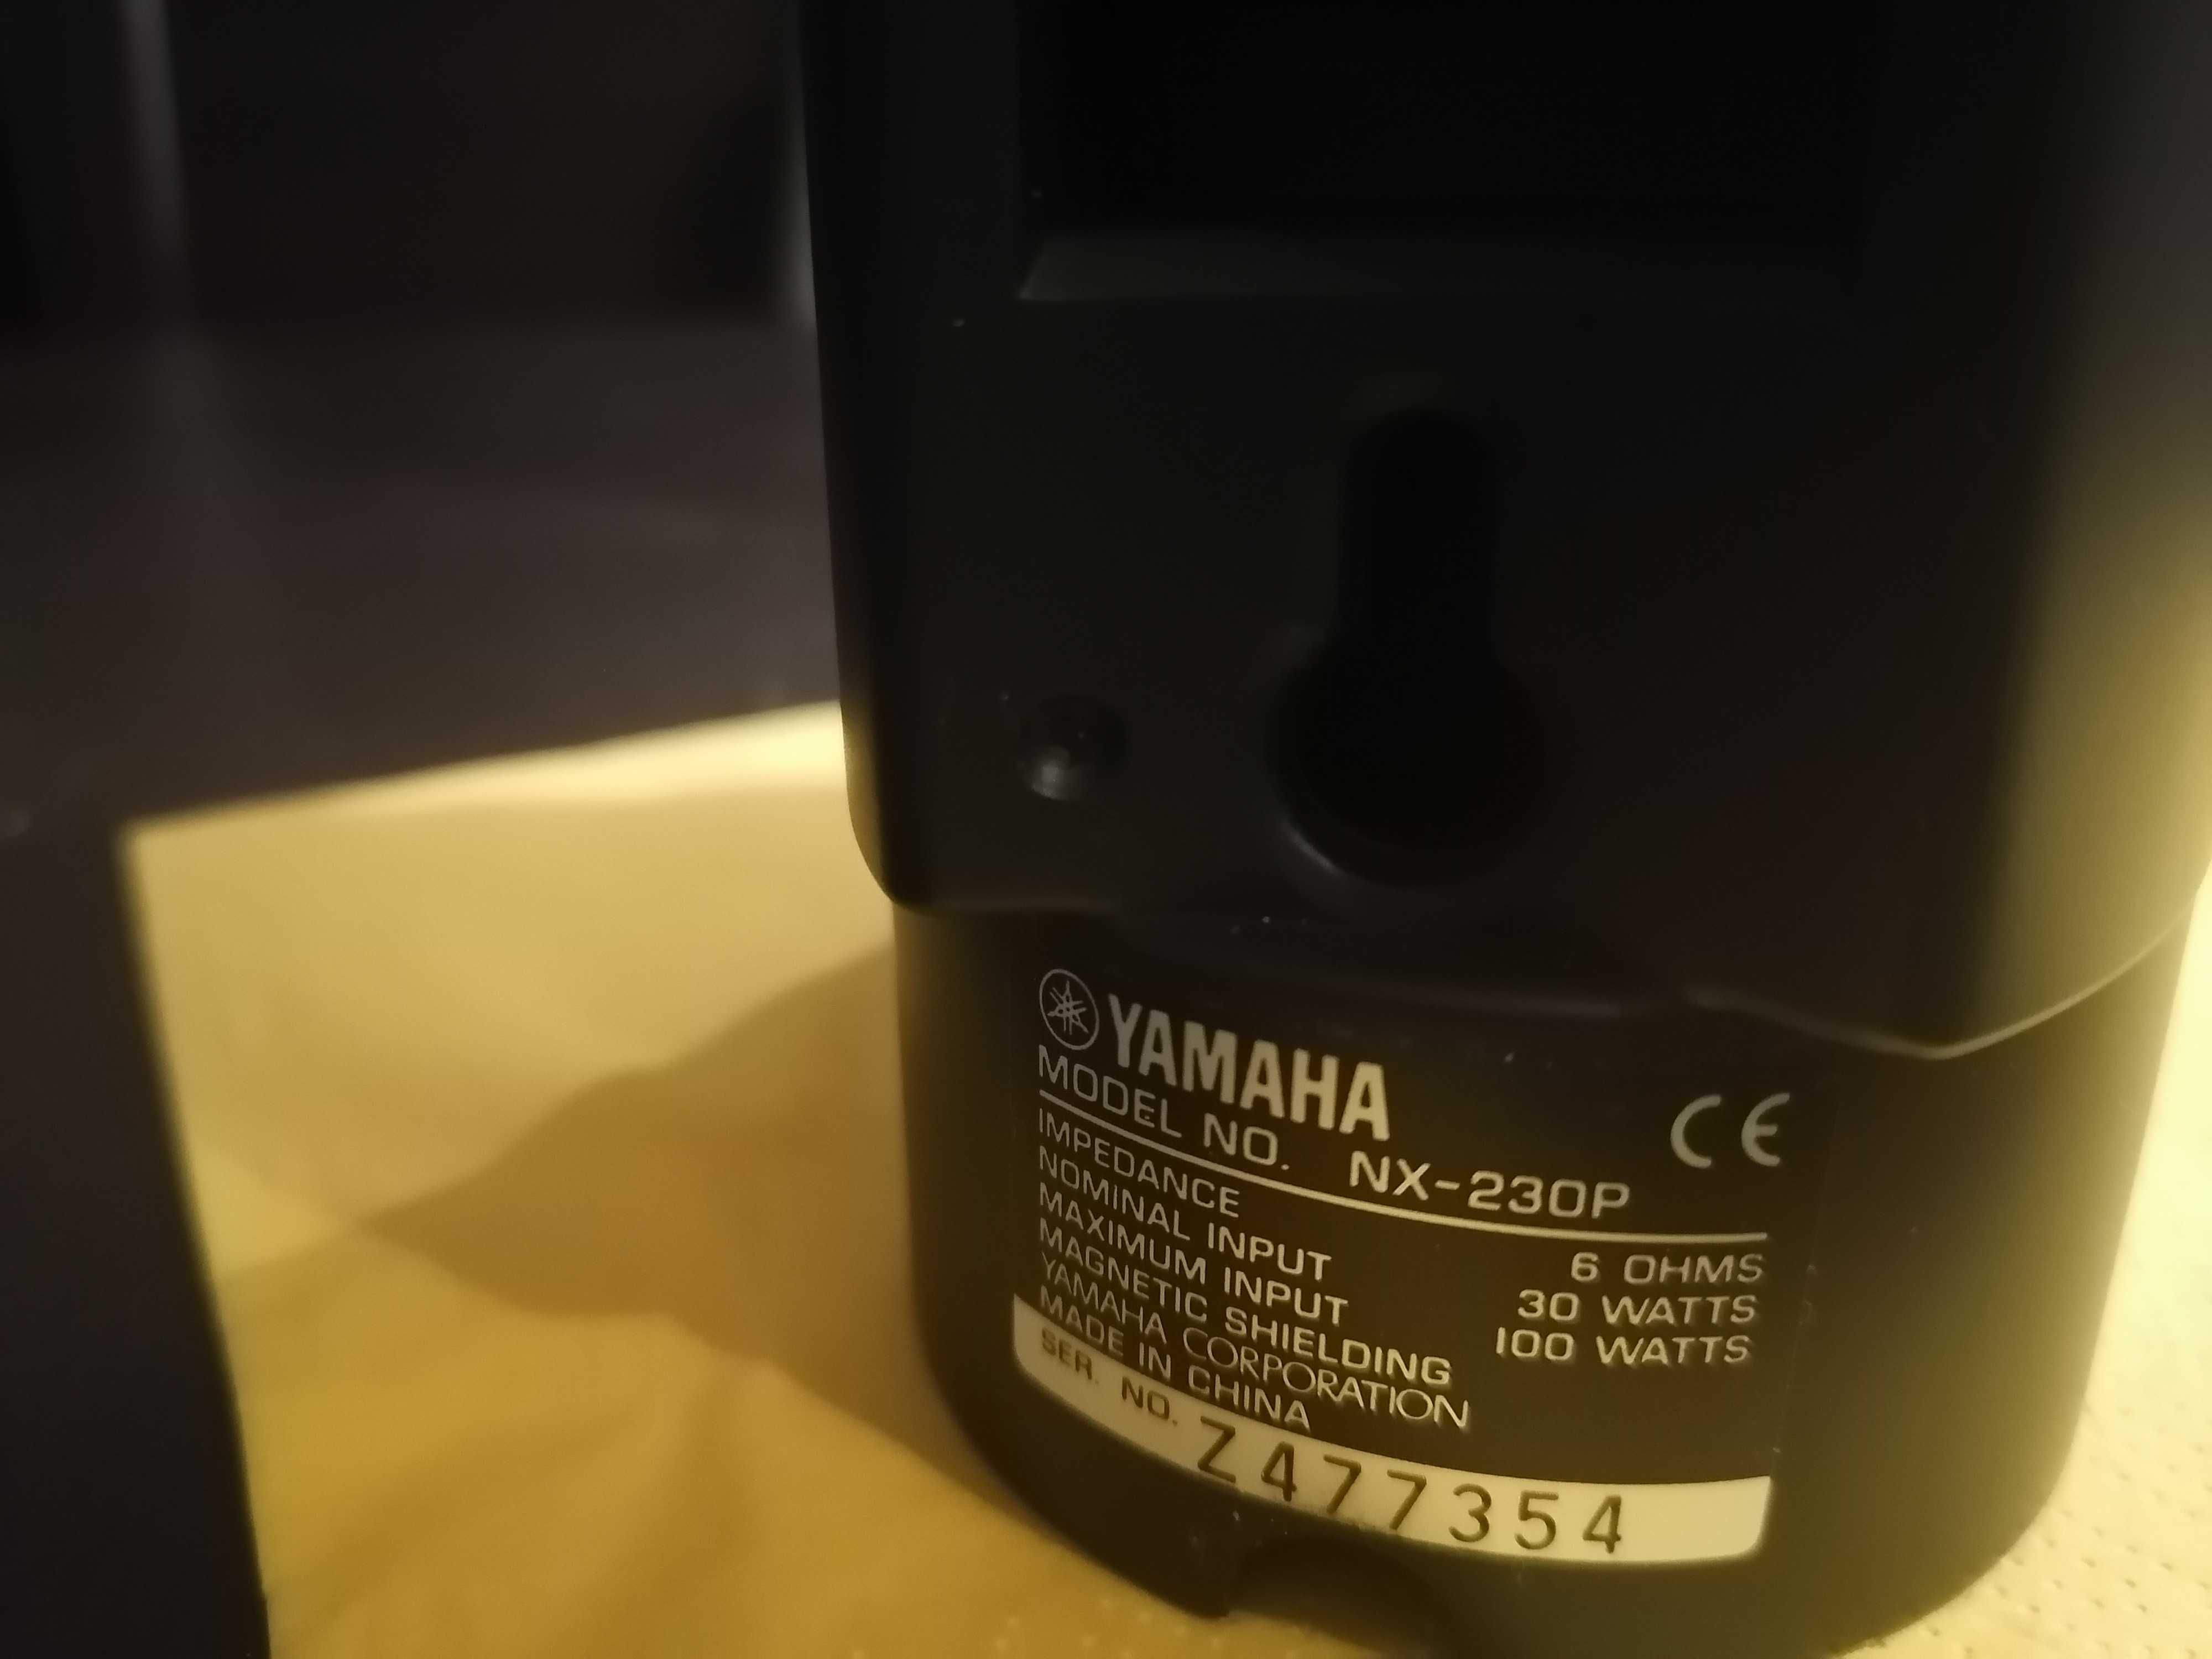 YAMAHA
CE
MODEL NO. NX-230P
IMPEDANCE 6 OHMS
NOMINAL INPUT 30 WATTS
MAXIMUM INPUT 100 WATTS
MAGNETIC SHIELDING
YAMAHA CORPORATION
MADE IN CHINA
SER. NO. Z477354